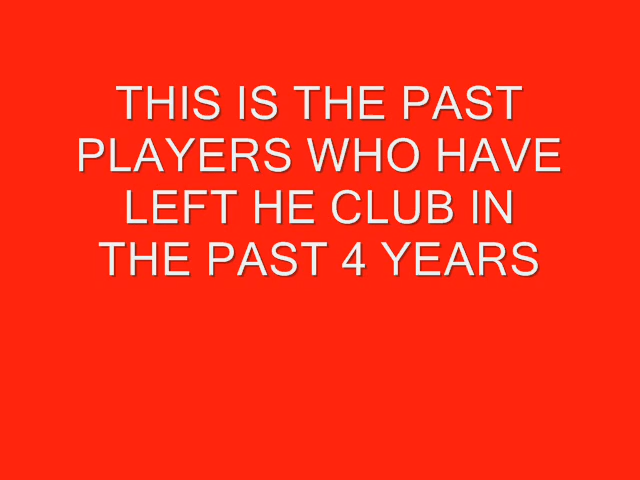 THIS IS THE PAST
PLAYERS WHO HAVE
LEFT HE CLUB IN
THE PAST 4 YEARS